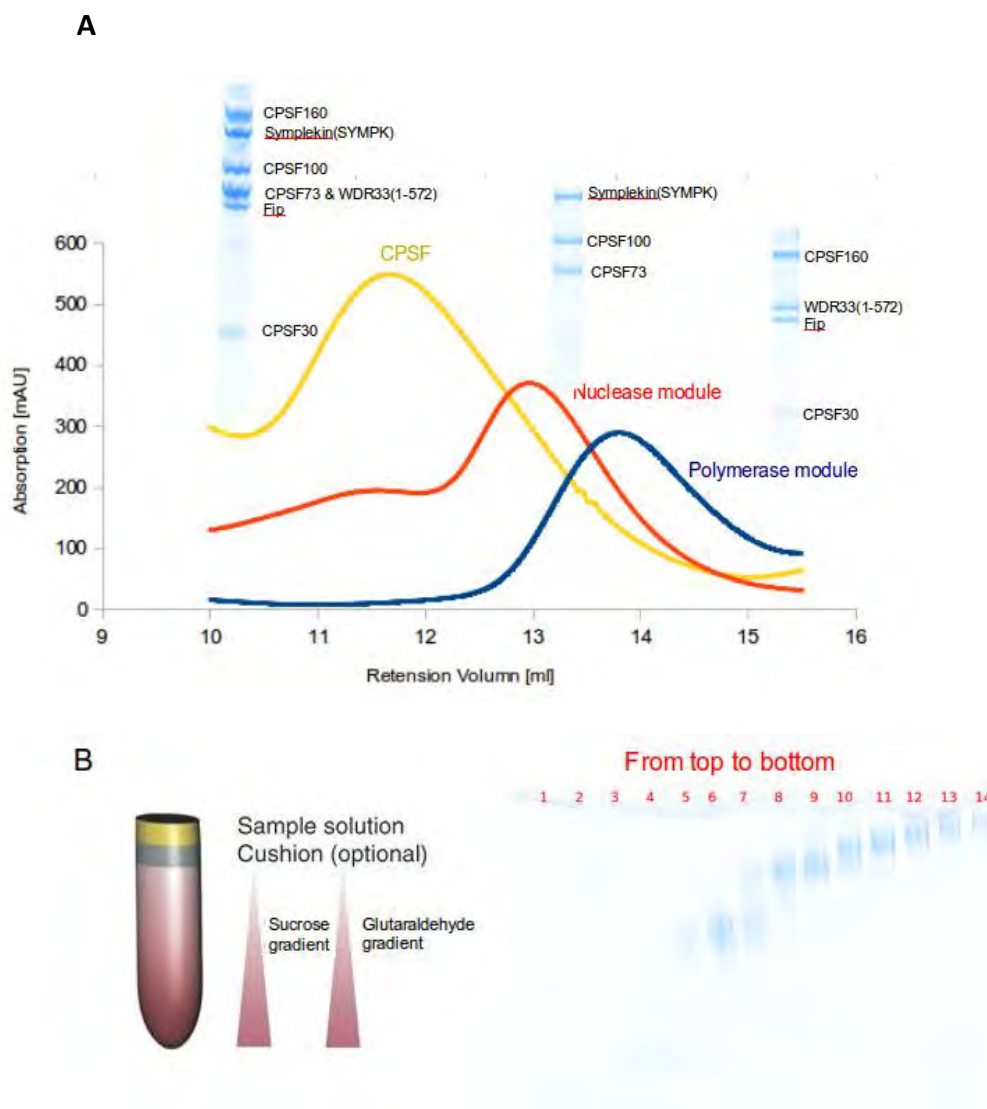 A
CPSF160
Symplekin(SYMPK)
CPSF100
CPSF73 & WDR33(1-572)
Fip
CPSF30
Symplekin(SYMPK)
CPSF100
CPSF73
CPSF160
WDR33(1-572)
Fip
CPSF30
CPSF
Nuclease module
Polymerase module
600
500
400
300
200
100
0
Absorption [mAU]
9 10 11 12 13 14 15 16
Retension Volumn [ml]
B
From top to bottom
1 2 3 4 5 6 7 8 9 10 11 12 13 14
Sample solution
Cushion (optional)
Sucrose
gradient
Glutaraldehyde
gradient